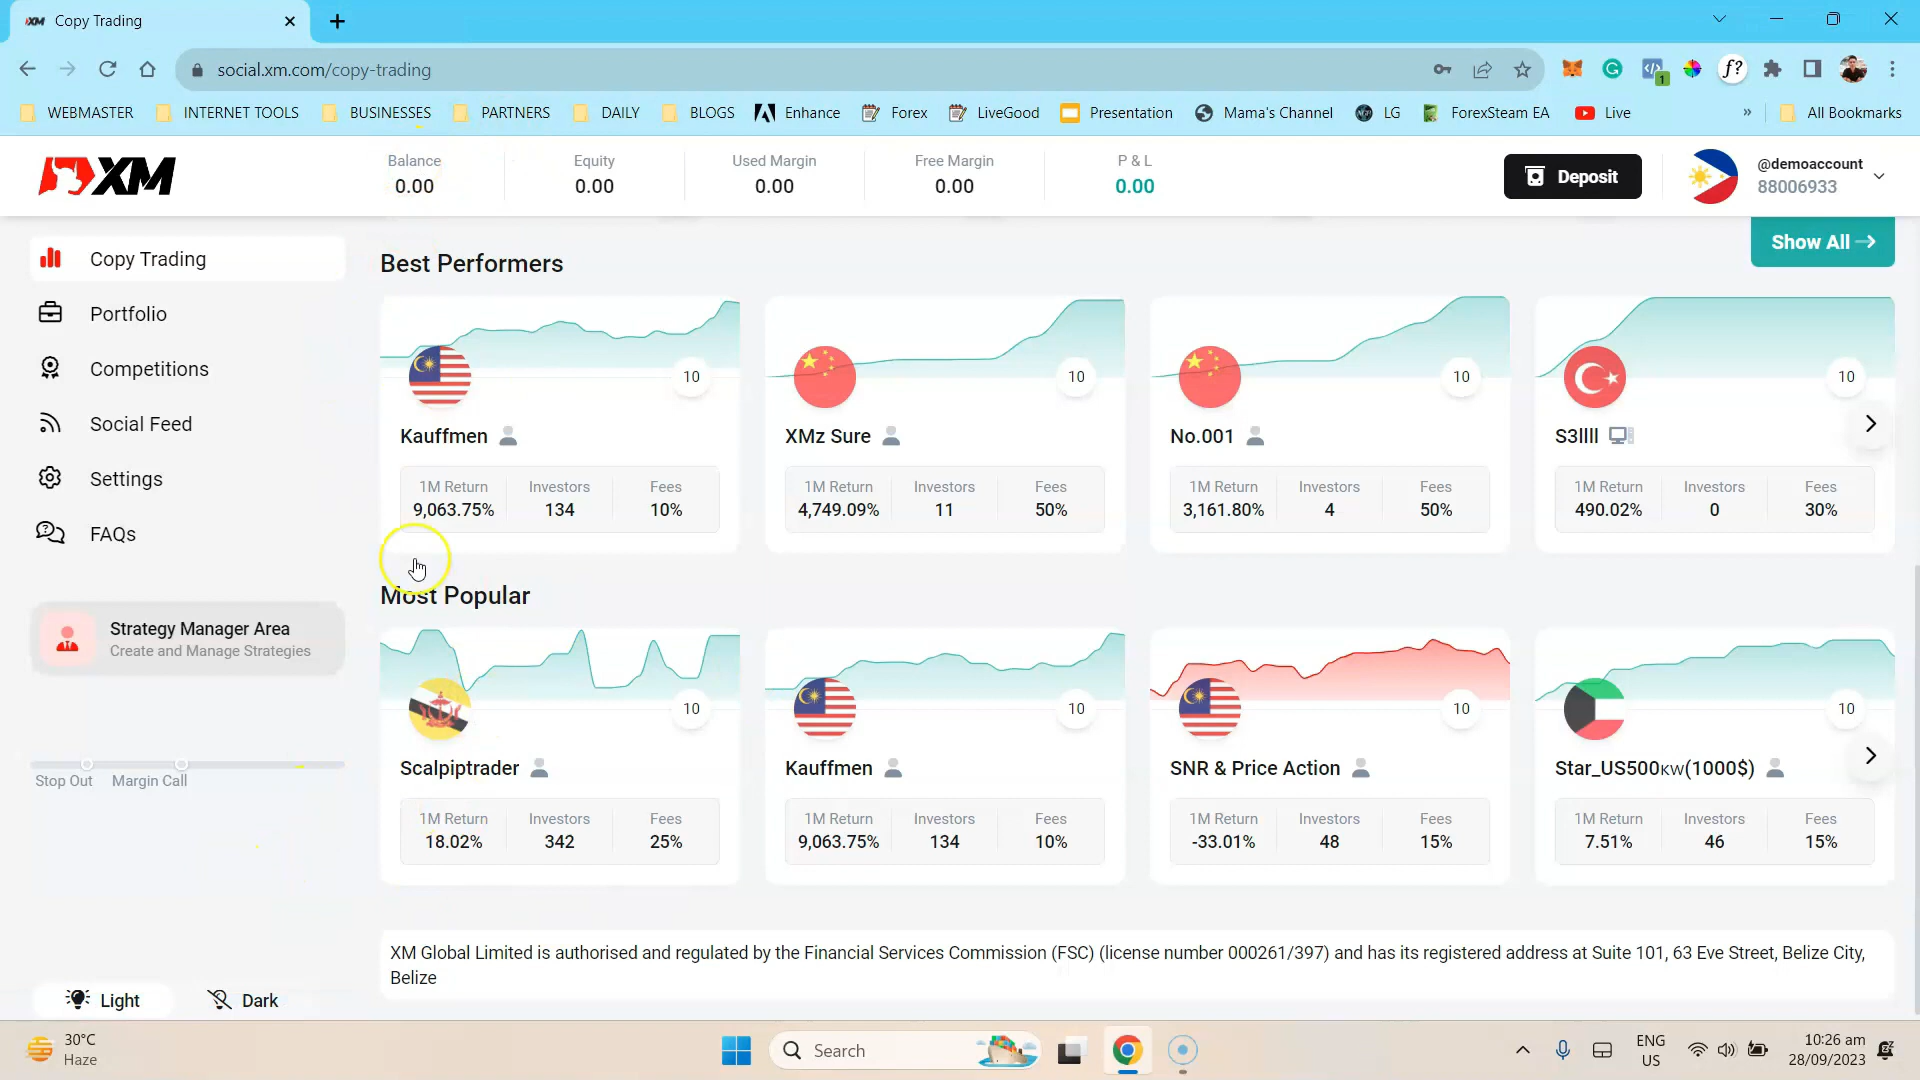 XM Copy Trading
social.xm.com/copy-trading
f?
1
WEBMASTER INTERNET TOOLS BUSINESSES PARTNERS DAILY BLOGS Enhance Forex LiveGood Presentation Mama's Channel LG ForexSteam EA Live » All Bookmarks
XM
Balance Equity Used Margin Free Margin P & L
0.00 0.00 0.00 0.00 0.00
Deposit
@demoaccount
88006933
Copy Trading
Portfolio
Competitions
Social Feed
Settings
FAQs
Strategy Manager Area
Create and Manage Strategies
Stop Out Margin Call
Light Dark
Best Performers
Show All
10 10 10 10
Kauffmen XMz Sure No.001 S3llll
1M Return Investors Fees 1M Return Investors Fees 1M Return Investors Fees 1M Return Investors Fees
9,063.75% 134 10% 4,749.09% 11 50% 3,161.80% 4 50% 490.02% 0 30%
Most Popular
10 10 10 10
Scalpiptrader Kauffmen SNR & Price Action Star_US500ᴋᴡ(1000$)
1M Return Investors Fees 1M Return Investors Fees 1M Return Investors Fees 1M Return Investors Fees
18.02% 342 25% 9,063.75% 134 10% -33.01% 48 15% 7.51% 46 15%
XM Global Limited is authorised and regulated by the Financial Services Commission (FSC) (license number 000261/397) and has its registered address at Suite 101, 63 Eve Street, Belize City,
Belize
30°C
Haze
Search
ENG
US
10:26 am
28/09/2023